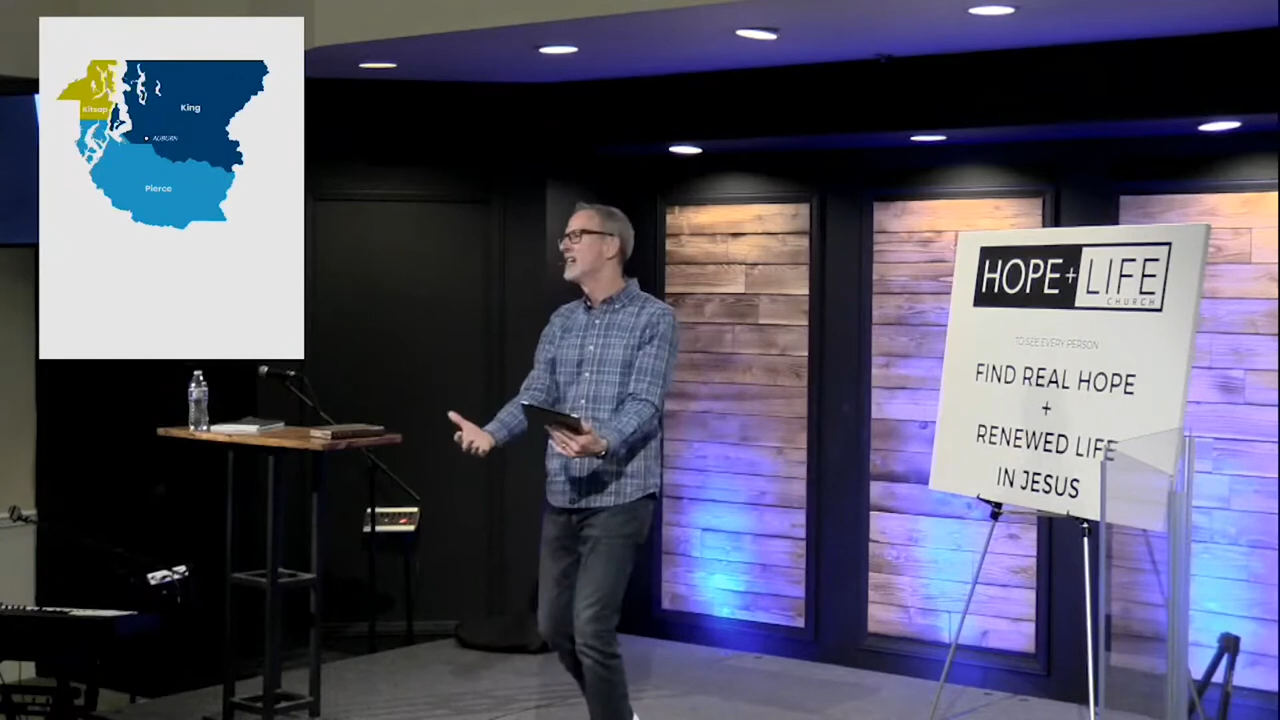 Kitsap
King
AUBURN
Pierce
HOPE+LIFE
CHURCH
TO SEE EVERY PERSON
FIND REAL HOPE
+
RENEWED LIFE
IN JESUS